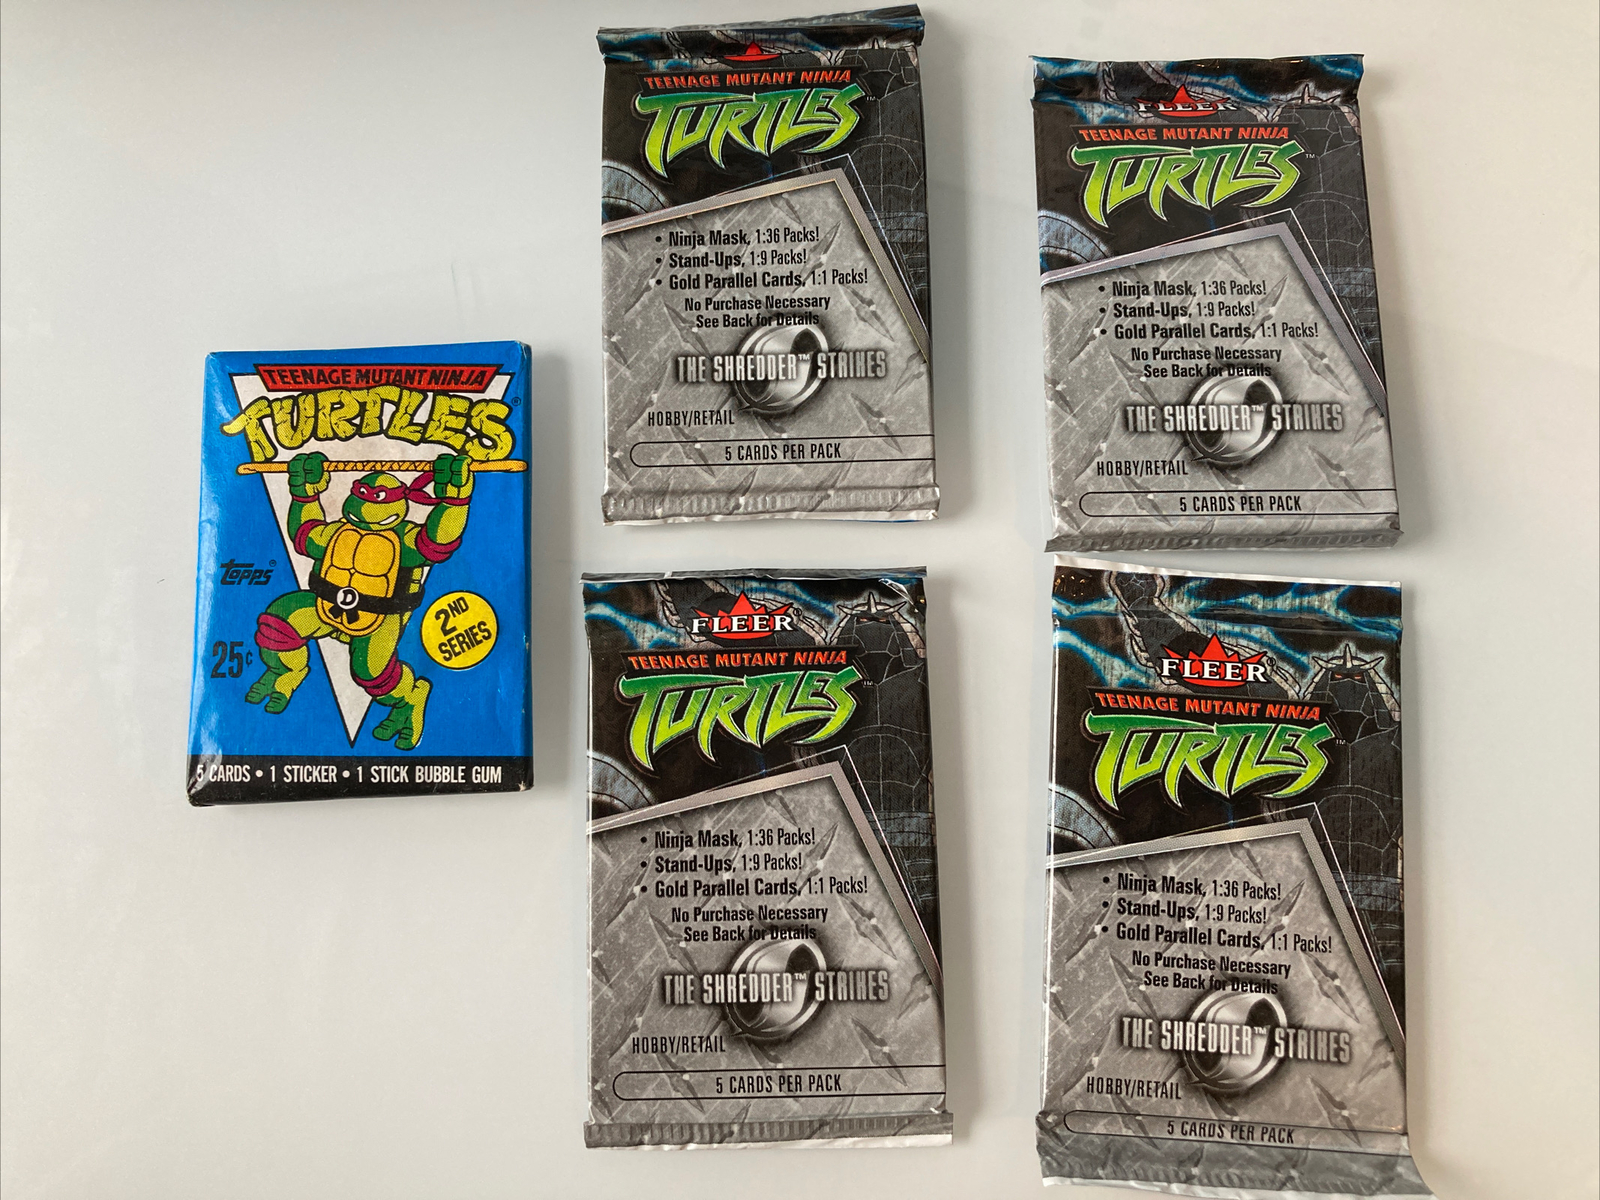 TEENAGE MUTANT NINJA
TURTLES®
topps®
2ND
SERIES
25¢
D
5 CARDS • 1 STICKER • 1 STICK BUBBLE GUM
TEENAGE MUTANT NINJA
TURTLES™
• Ninja Mask, 1:36 Packs!
• Stand-Ups, 1:9 Packs!
• Gold Parallel Cards, 1:1 Packs!
No Purchase Necessary
See Back for Details
THE SHREDDER™ STRIKES
HOBBY/RETAIL
5 CARDS PER PACK
FLEER
TEENAGE MUTANT NINJA
TURTLES™
• Ninja Mask, 1:36 Packs!
• Stand-Ups, 1:9 Packs!
• Gold Parallel Cards, 1:1 Packs!
No Purchase Necessary
See Back for Details
THE SHREDDER™ STRIKES
HOBBY/RETAIL
5 CARDS PER PACK
FLEER®
TEENAGE MUTANT NINJA
TURTLES™
• Ninja Mask, 1:36 Packs!
• Stand-Ups, 1:9 Packs!
• Gold Parallel Cards, 1:1 Packs!
No Purchase Necessary
See Back for Details
THE SHREDDER™ STRIKES
HOBBY/RETAIL
5 CARDS PER PACK
FLEER®
TEENAGE MUTANT NINJA
TURTLES™
• Ninja Mask, 1:36 Packs!
• Stand-Ups, 1:9 Packs!
• Gold Parallel Cards, 1:1 Packs!
No Purchase Necessary
See Back for Details
THE SHREDDER™ STRIKES
HOBBY/RETAIL
5 CARDS PER PACK